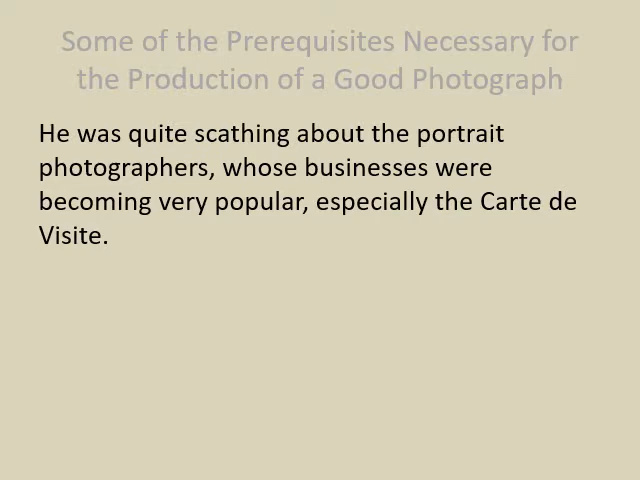 Some of the Prerequisites Necessary for
the Production of a Good Photograph
He was quite scathing about the portrait
photographers, whose businesses were
becoming very popular, especially the Carte de
Visite.